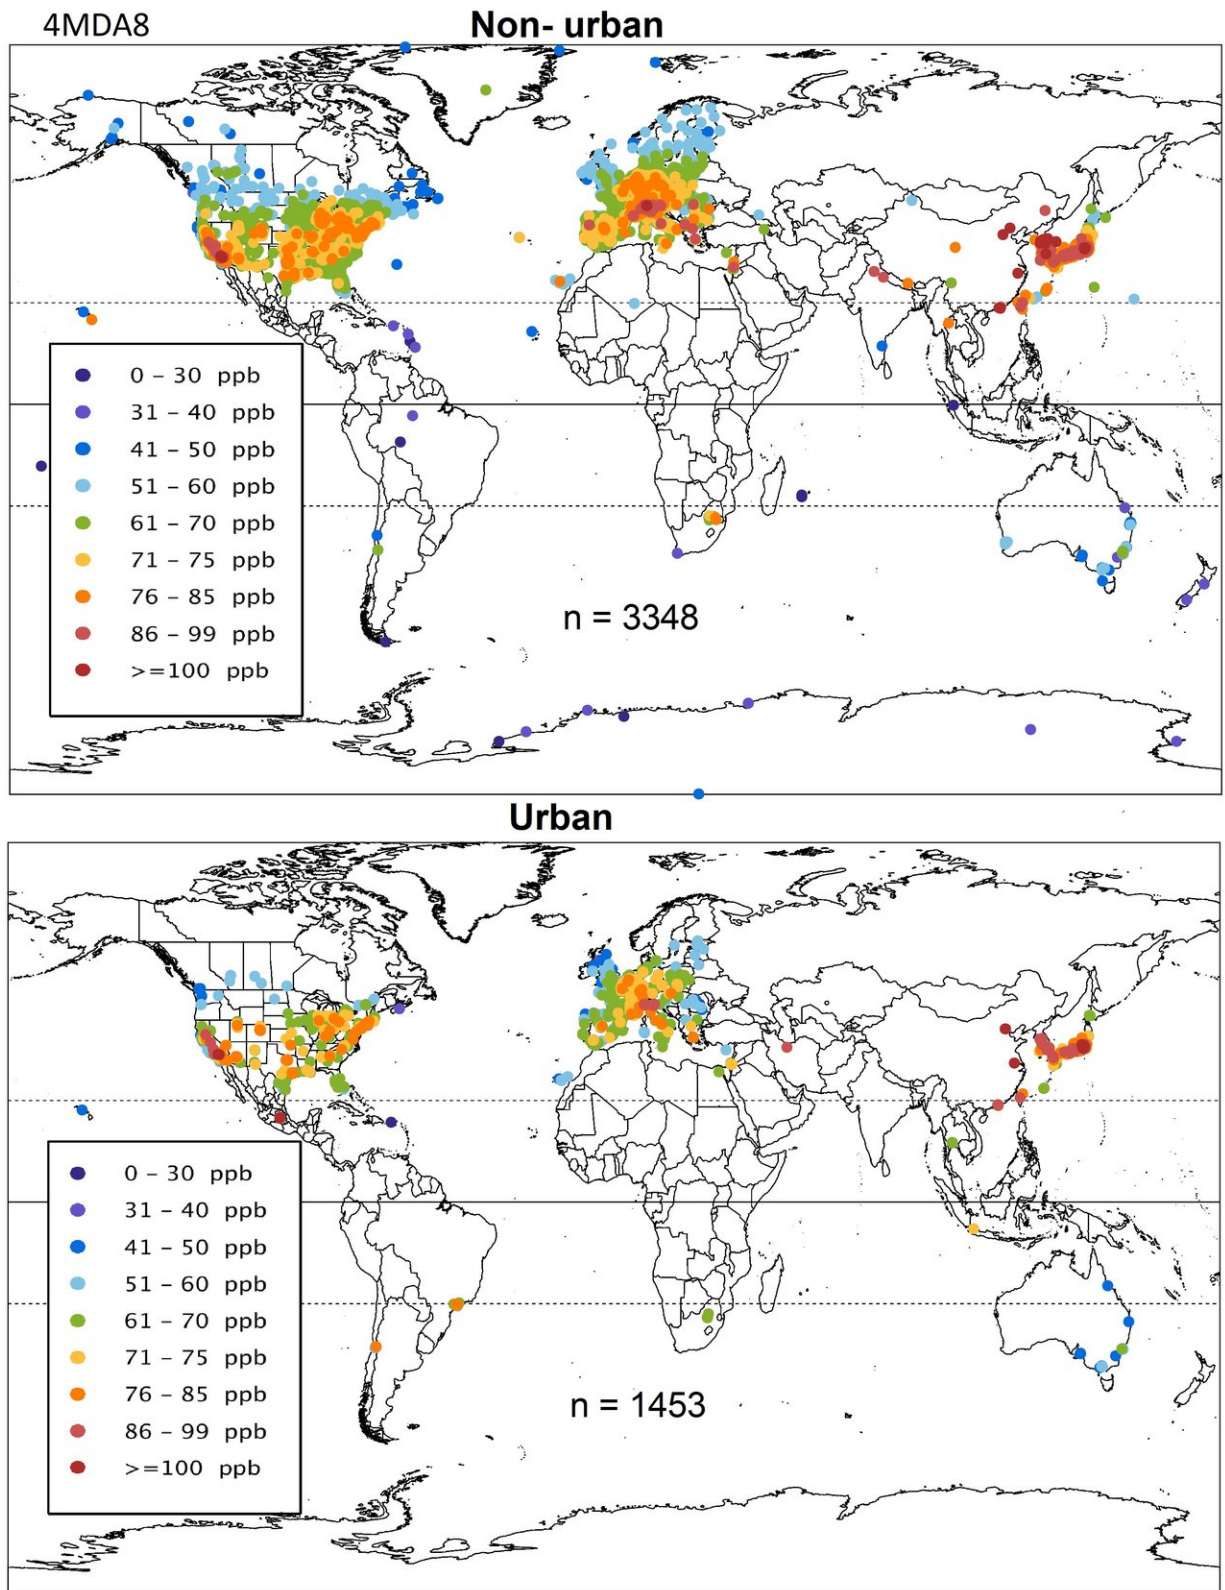 4MDA8
Non- urban
0 – 30 ppb
31 – 40 ppb
41 – 50 ppb
51 – 60 ppb
61 – 70 ppb
71 – 75 ppb
76 – 85 ppb
86 – 99 ppb
>=100 ppb
n = 3348
Urban
0 – 30 ppb
31 – 40 ppb
41 – 50 ppb
51 – 60 ppb
61 – 70 ppb
71 – 75 ppb
76 – 85 ppb
86 – 99 ppb
>=100 ppb
n = 1453